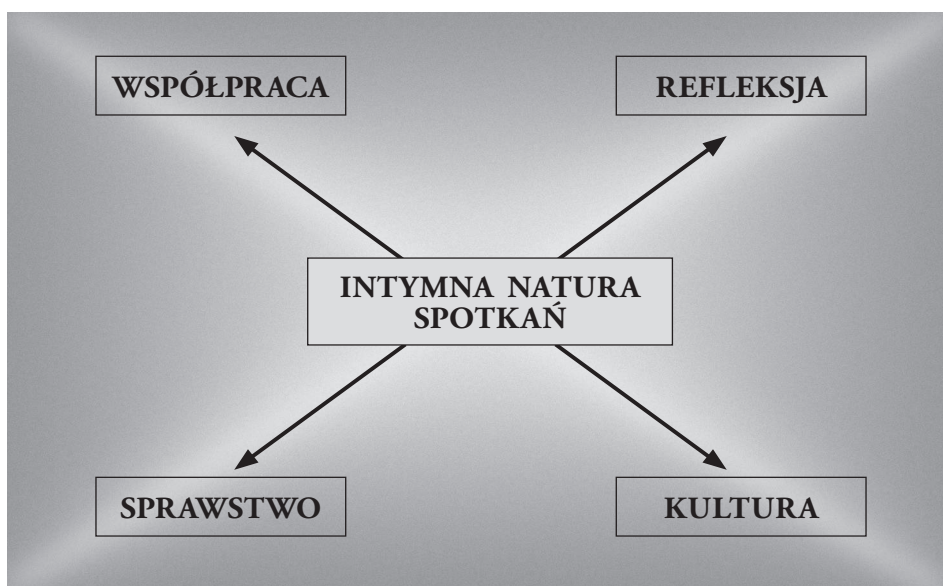 WSPÓŁPRACA
REFLEKSJA
INTYMNA NATURA
SPOTKAŃ
SPRAWSTWO
KULTURA